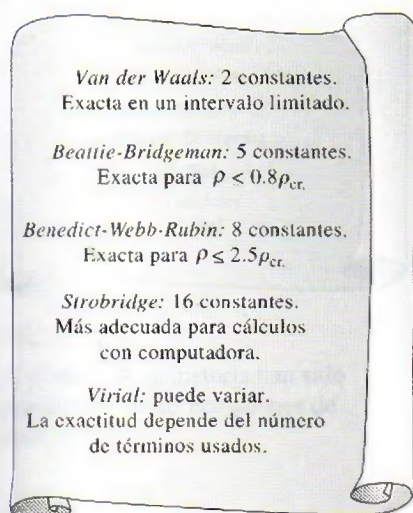 Van der Waals: 2 constantes.
Exacta en un intervalo limitado.
Beattie-Bridgeman: 5 constantes.
Exacta para ρ < 0.8ρcr.
Benedict-Webb-Rubin: 8 constantes.
Exacta para ρ ≤ 2.5ρcr.
Strobridge: 16 constantes.
Más adecuada para cálculos
con computadora.
Virial: puede variar.
La exactitud depende del número
de términos usados.